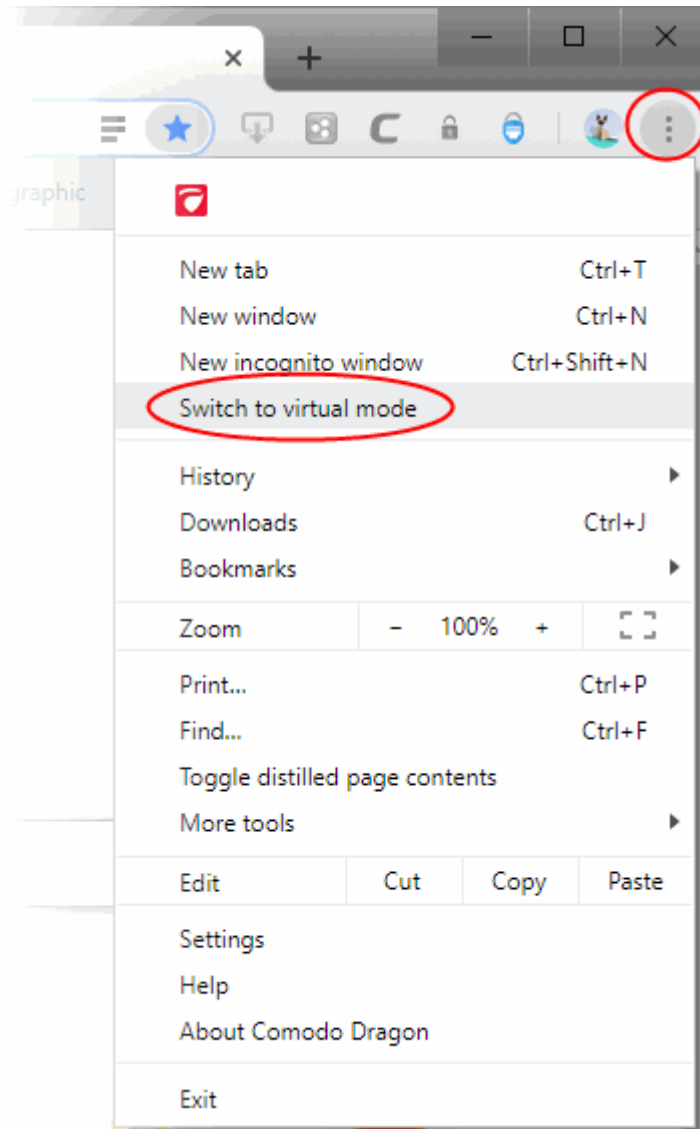 graphic
New tab Ctrl+T
New window Ctrl+N
New incognito window Ctrl+Shift+N
Switch to virtual mode
History
Downloads Ctrl+J
Bookmarks
Zoom – 100% +
Print... Ctrl+P
Find... Ctrl+F
Toggle distilled page contents
More tools
Edit Cut Copy Paste
Settings
Help
About Comodo Dragon
Exit